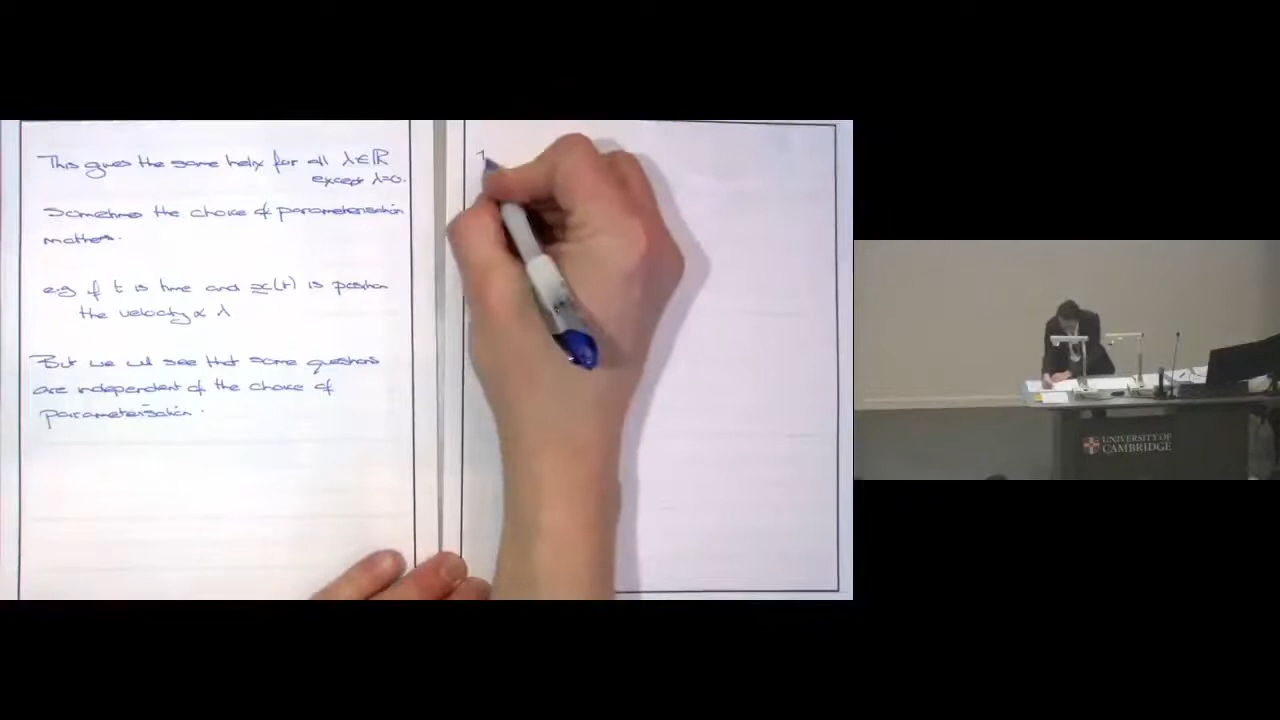 This gives the same helix for all λ∈ℝ
except λ=0.
Sometimes the choice of parameterisation
matters.
e.g. if t is time and x(t) is position
the velocity ∝ λ
But we will see that some questions
are independent of the choice of
parameterisation.
1
UNIVERSITY OF
CAMBRIDGE